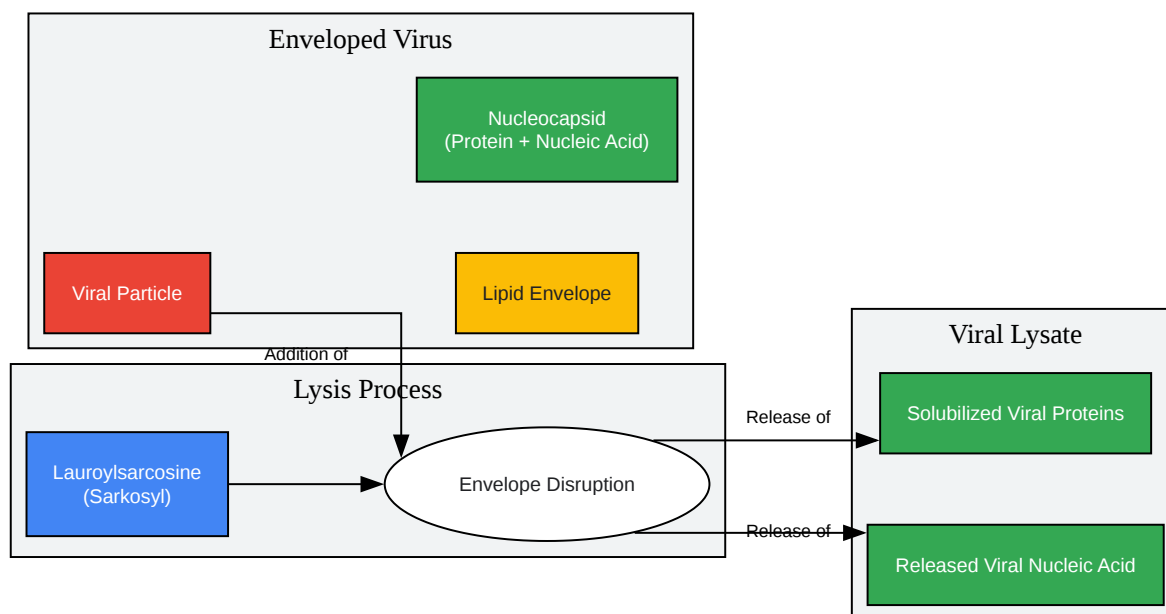 Enveloped Virus
Nucleocapsid
(Protein + Nucleic Acid)
Viral Particle
Lipid Envelope
Addition of
Lysis Process
Lauroylsarcosine
(Sarkosyl)
Envelope Disruption
Release of
Release of
Viral Lysate
Solubilized Viral Proteins
Released Viral Nucleic Acid